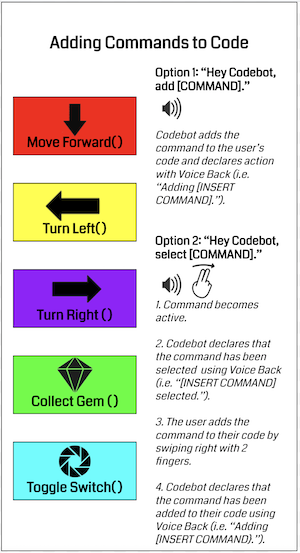 Adding Commands to Code
Move Forward()
Turn Left()
Turn Right ()
Collect Gem ()
Toggle Switch()
Option 1: “Hey Codebot,
add [COMMAND].”
Codebot adds the
command to the user's
code and declares action
with Voice Back (i.e.
“Adding [INSERT
COMMAND].”).
Option 2: “Hey Codebot,
select [COMMAND].”
1. Command becomes
active.
2. Codebot declares that
the command has been
selected using Voice Back
(i.e. “[INSERT COMMAND]
selected.”).
3. The user adds the
command to their code by
swiping right with 2
fingers.
4. Codebot declares that
the command has been
added to their code using
Voice Back (i.e. “Adding
[INSERT COMMAND}.”).